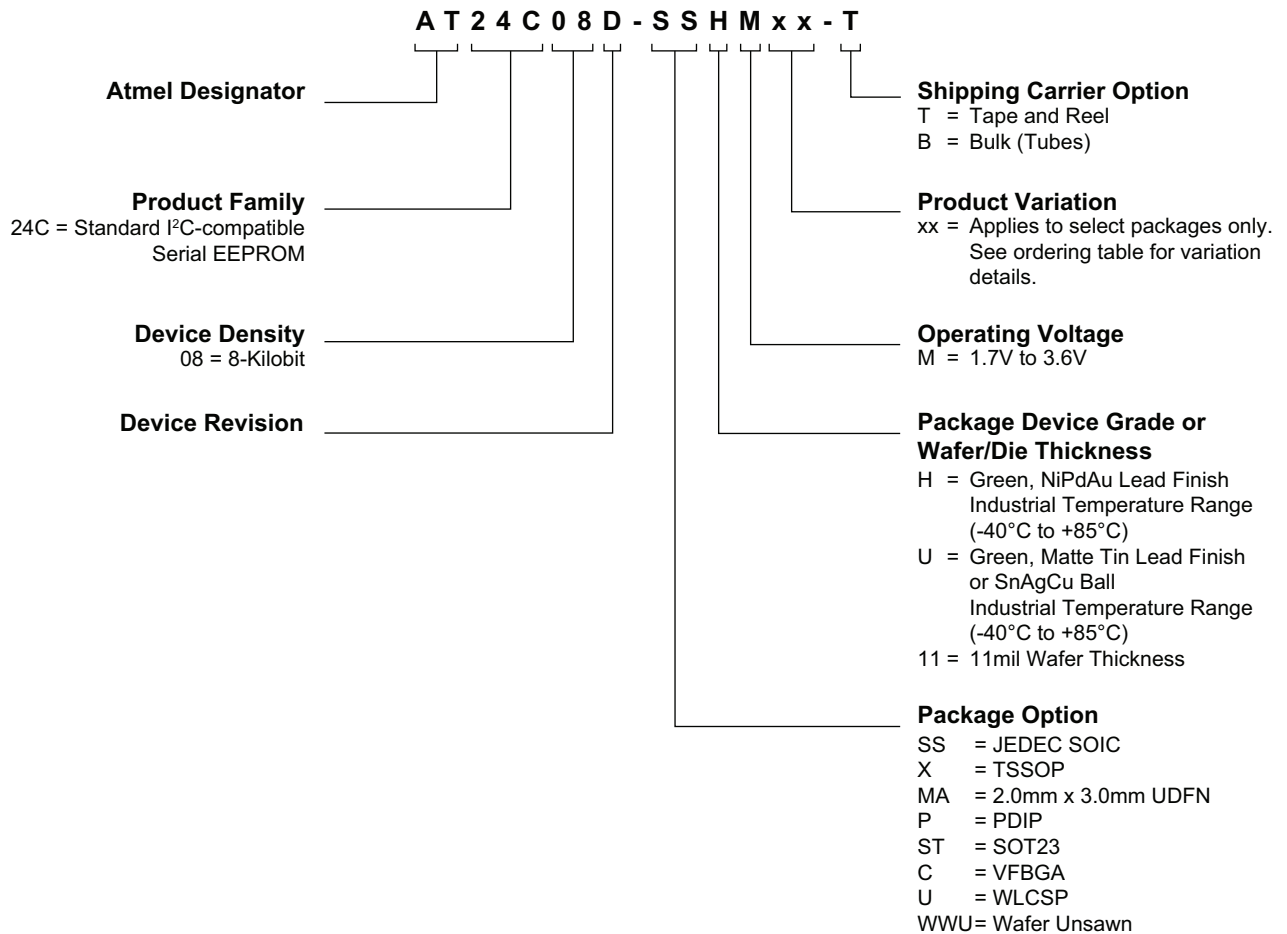 AT24C08D-SSHMxx-T
Atmel Designator
Product Family
24C = Standard I²C-compatible
Serial EEPROM
Device Density
08 = 8-Kilobit
Device Revision
Shipping Carrier Option
T = Tape and Reel
B = Bulk (Tubes)
Product Variation
xx = Applies to select packages only.
See ordering table for variation
details.
Operating Voltage
M = 1.7V to 3.6V
Package Device Grade or
Wafer/Die Thickness
H = Green, NiPdAu Lead Finish
Industrial Temperature Range
(-40°C to +85°C)
U = Green, Matte Tin Lead Finish
or SnAgCu Ball
Industrial Temperature Range
(-40°C to +85°C)
11 = 11mil Wafer Thickness
Package Option
SS = JEDEC SOIC
X = TSSOP
MA = 2.0mm x 3.0mm UDFN
P = PDIP
ST = SOT23
C = VFBGA
U = WLCSP
WWU= Wafer Unsawn